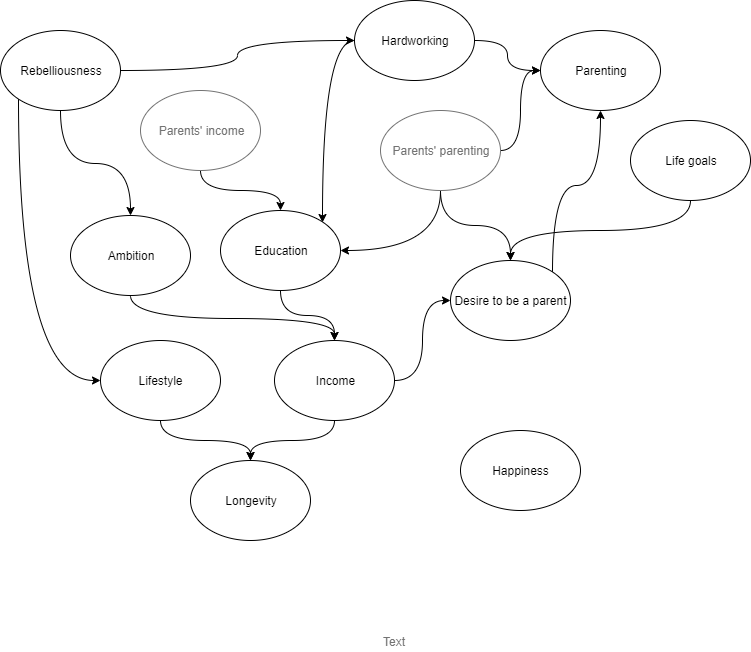 Hardworking
Rebelliousness
Parenting
Parents' income
Parents' parenting
Life goals
Ambition
Education
Desire to be a parent
Lifestyle
Income
Happiness
Longevity
Text